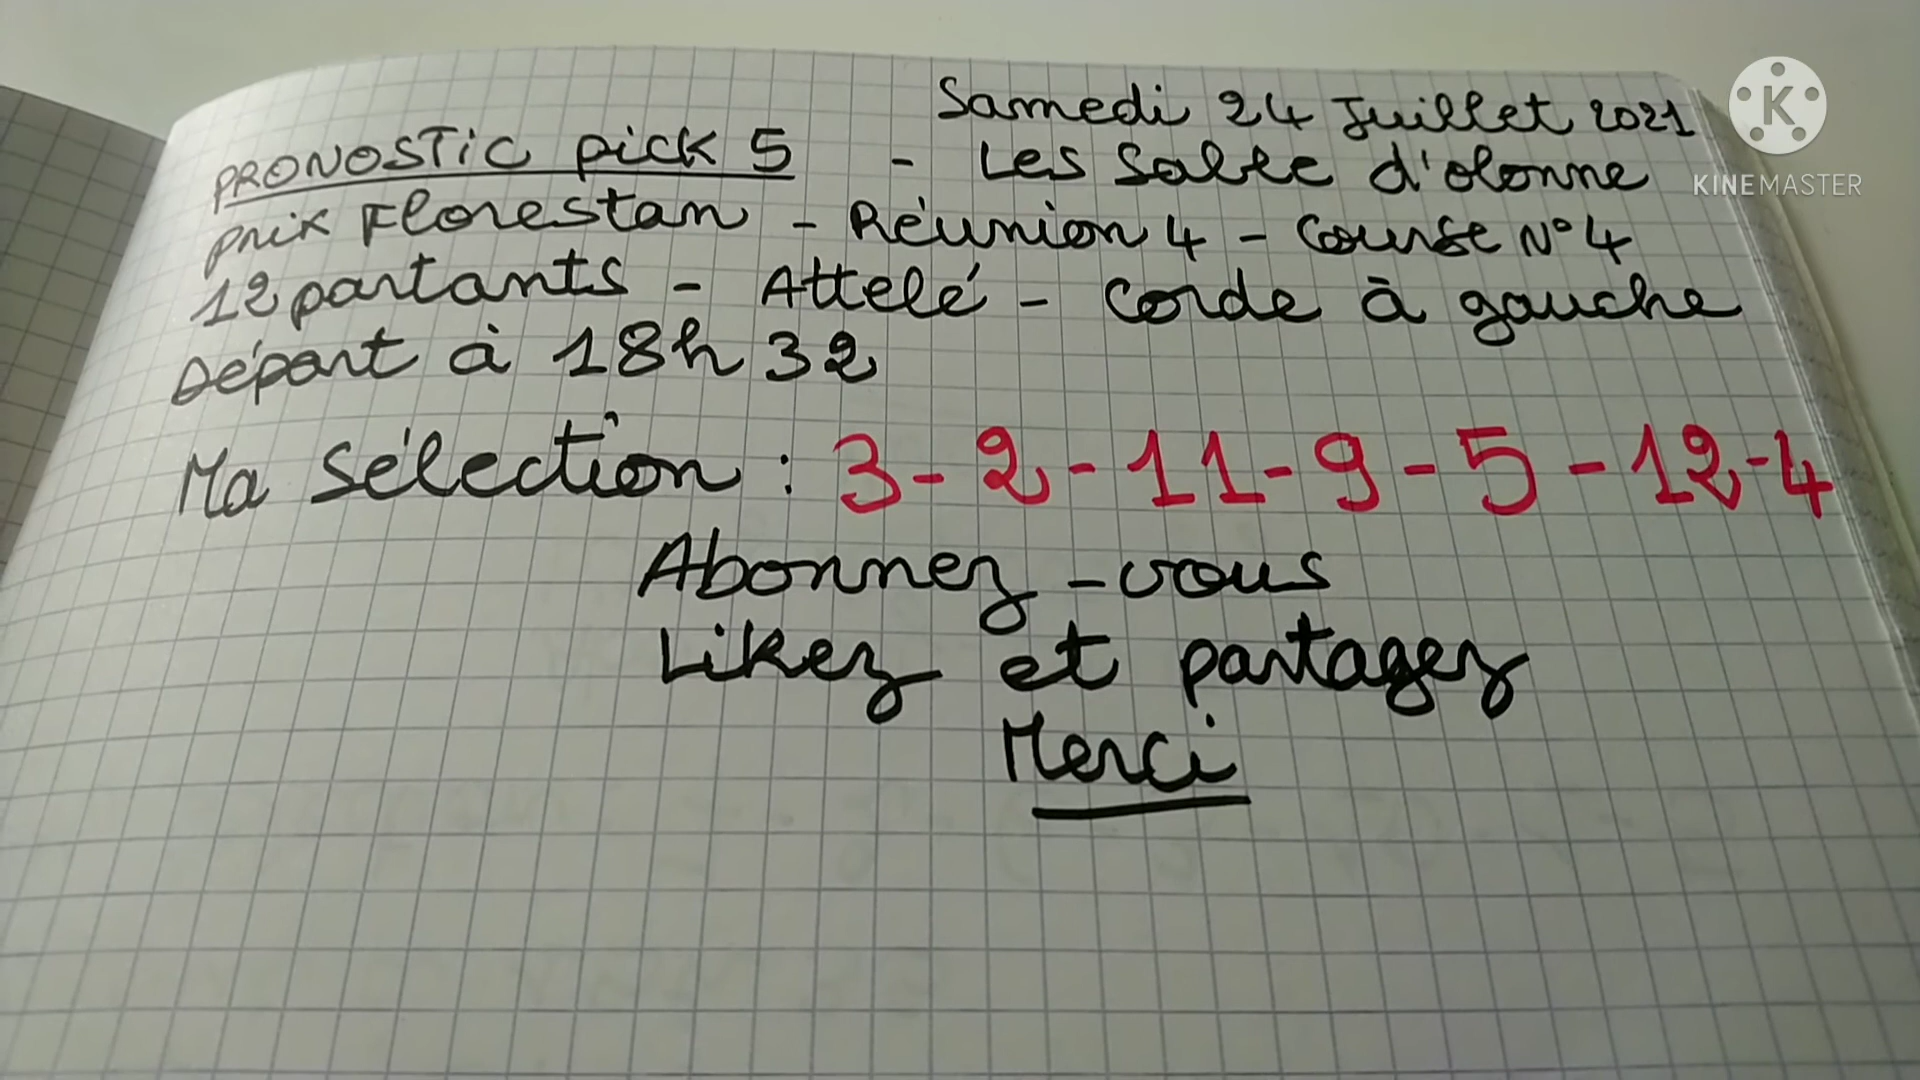 Samedi 24 Juillet 2021
PRONOSTIC pick 5 - Les Sable d'olonne
prix Florestan - Réunion 4 - Course N°4
12 partants - Attelé - Corde à gauche
Départ à 18h32
Ma Sélection : 3-2-11-9-5-12-4
Abonnez-vous
Likez et partagez
Merci
K
KINEMASTER